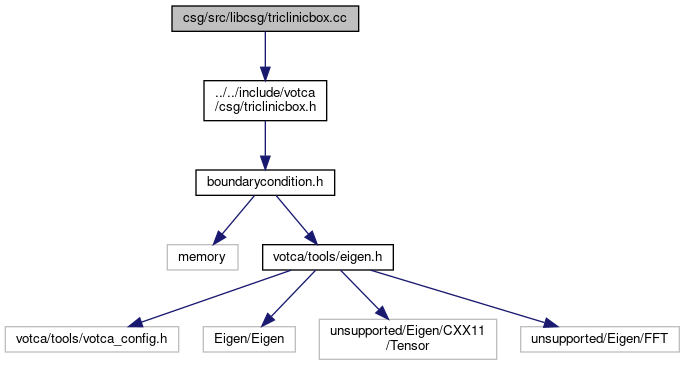 csg/src/libcsg/triclinicbox.cc
../../include/votca
/csg/triclinicbox.h
boundarycondition.h
memory
votca/tools/eigen.h
votca/tools/votca_config.h
Eigen/Eigen
unsupported/Eigen/CXX11
/Tensor
unsupported/Eigen/FFT